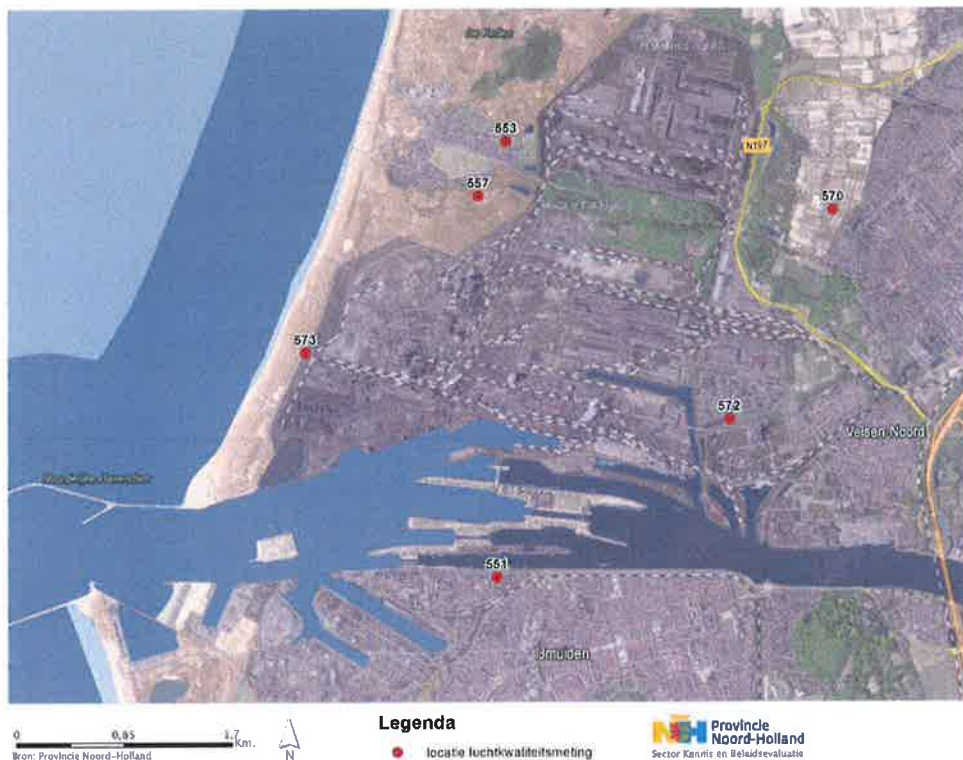 553
N197
557
570
573
572
Velsen-Noord
551
IJmuiden
0 0,85 1,7 Km.
Bron: Provincie Noord-Holland
N
Legenda
locatie luchtkwaliteitsmeting
Provincie
Noord-Holland
Sector Kennis en Beleidsevaluatie